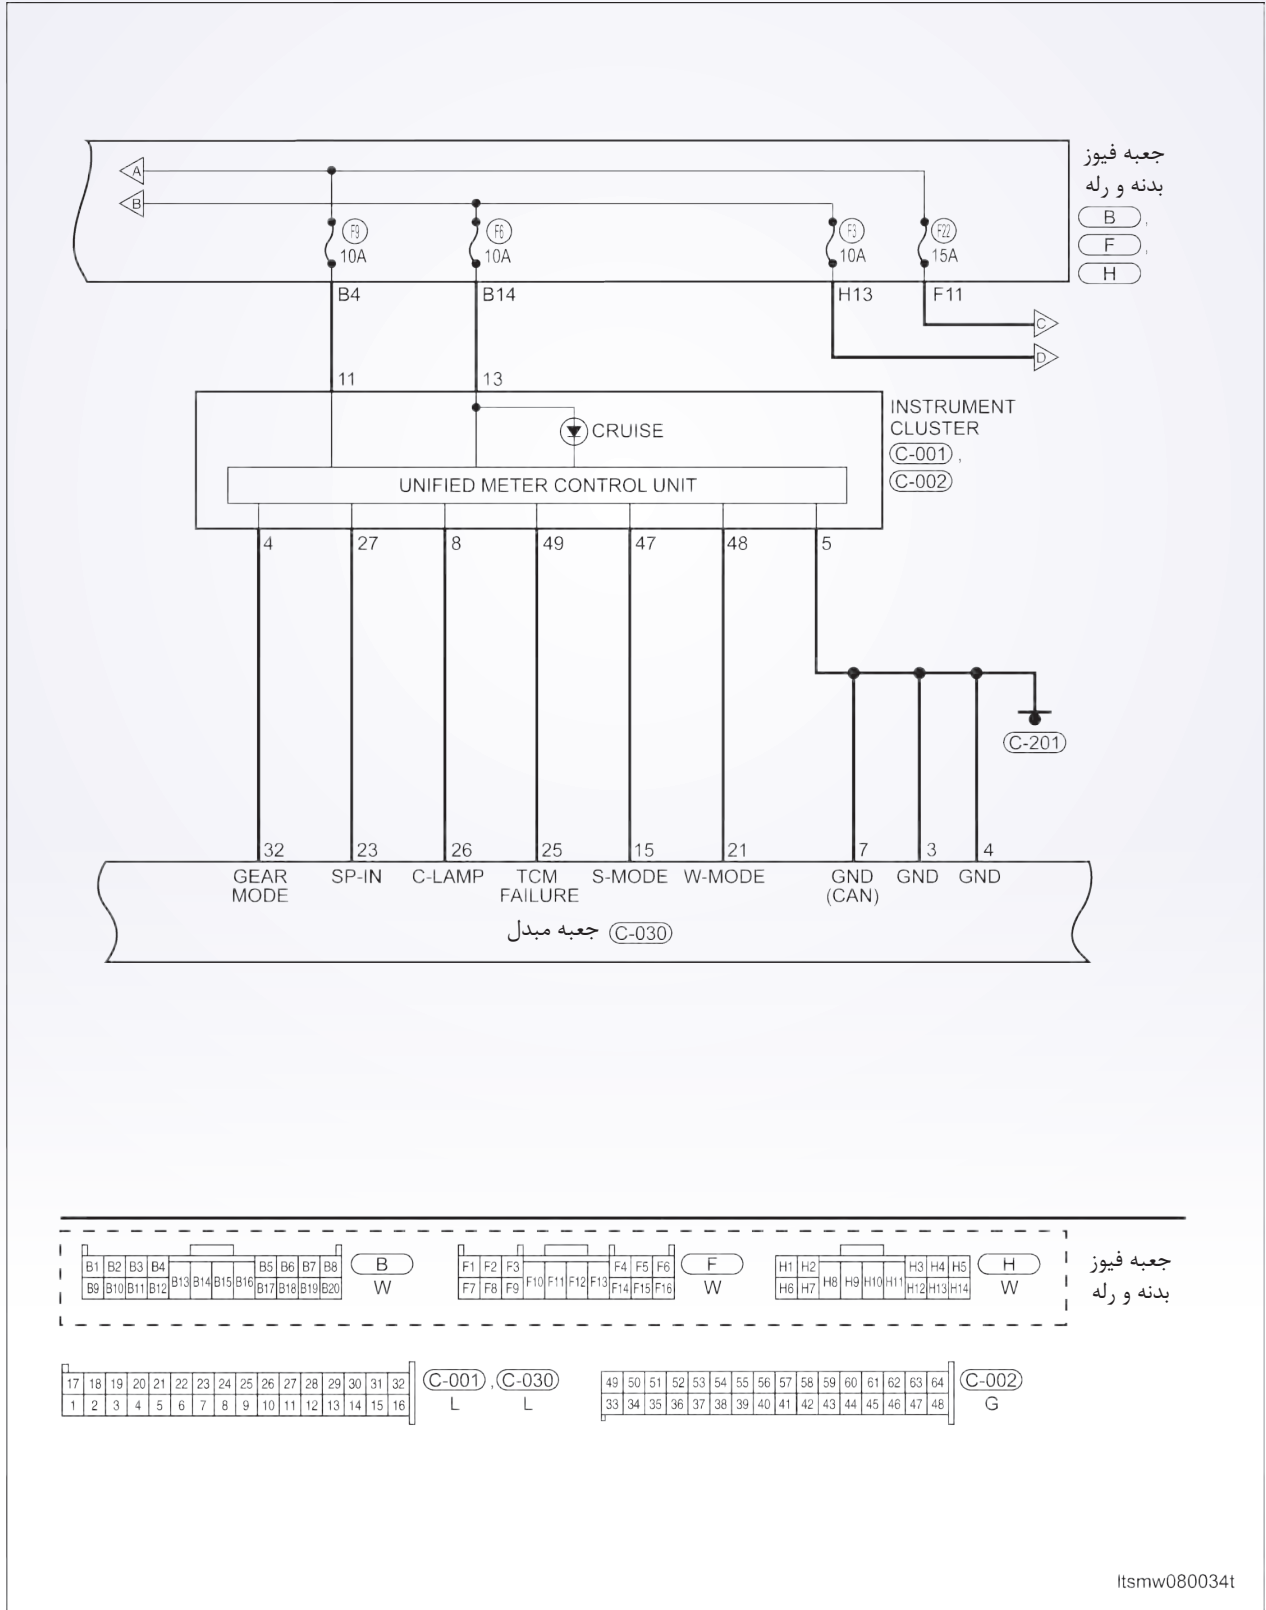 جعبه فیوز
بدنه و رله
B ,
F ,
H
A
B
F9
10A
F6
10A
F3
10A
F22
15A
B4
B14
H13
F11
C
D
11
13
INSTRUMENT
CLUSTER
C-001 ,
C-002
CRUISE
UNIFIED METER CONTROL UNIT
4
27
8
49
47
48
5
C-201
32
23
26
25
15
21
7
3
4
GEAR
MODE
SP-IN
C-LAMP
TCM
FAILURE
S-MODE
W-MODE
GND
(CAN)
GND
GND
جعبه مبدل C-030
B1 B2 B3 B4 B5 B6 B7 B8
B13 B14 B15 B16
B9 B10 B11 B12 B17 B18 B19 B20
B
W
F1 F2 F3 F4 F5 F6
F10 F11 F12 F13
F7 F8 F9 F14 F15 F16
F
W
H1 H2 H3 H4 H5
H8 H9 H10 H11
H6 H7 H12 H13 H14
H
W
جعبه فیوز
بدنه و رله
17 18 19 20 21 22 23 24 25 26 27 28 29 30 31 32
1 2 3 4 5 6 7 8 9 10 11 12 13 14 15 16
C-001 , C-030
L L
49 50 51 52 53 54 55 56 57 58 59 60 61 62 63 64
33 34 35 36 37 38 39 40 41 42 43 44 45 46 47 48
C-002
G
ltsmw080034t